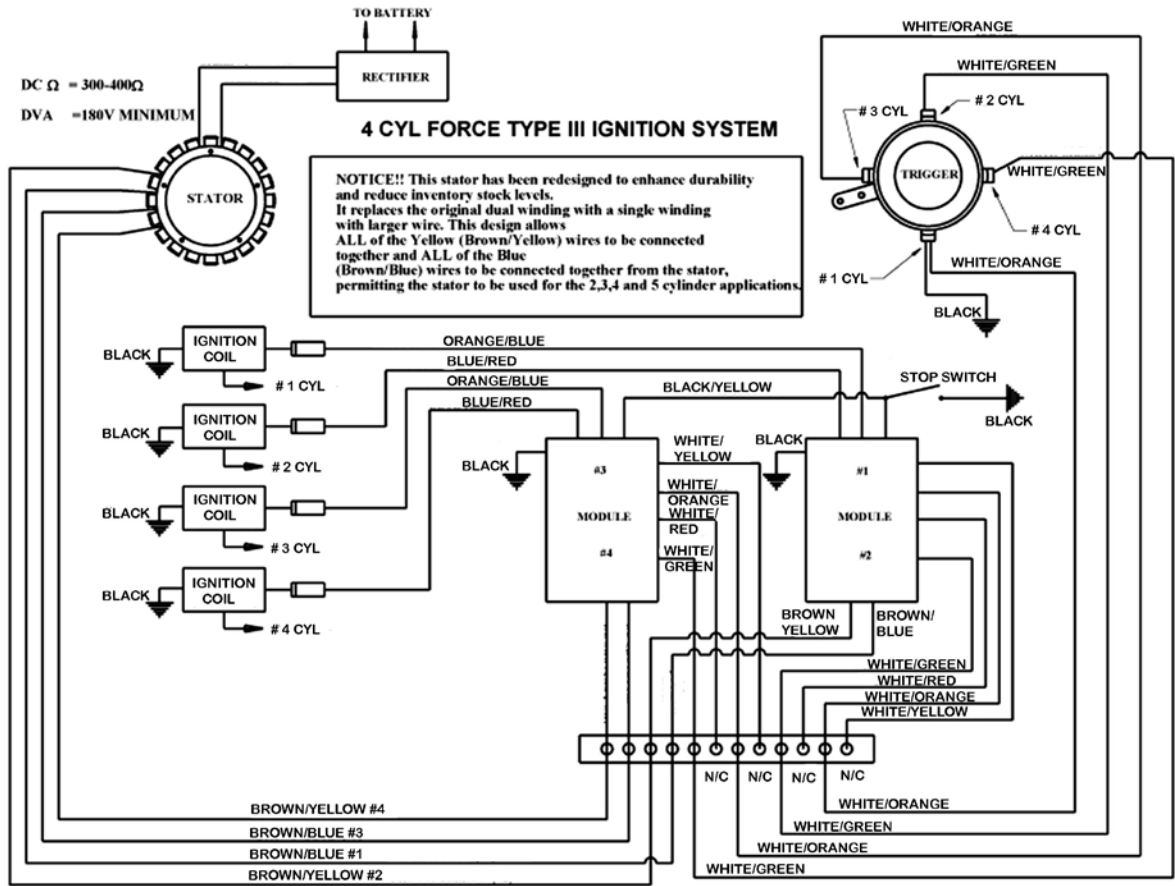 TO BATTERY
RECTIFIER
DC Ω = 300-400Ω
DVA =180V MINIMUM
STATOR
4 CYL FORCE TYPE III IGNITION SYSTEM
NOTICE!! This stator has been redesigned to enhance durability
and reduce inventory stock levels.
It replaces the original dual winding with a single winding
with larger wire. This design allows
ALL of the Yellow (Brown/Yellow) wires to be connected
together and ALL of the Blue
(Brown/Blue) wires to be connected together from the stator,
permitting the stator to be used for the 2,3,4 and 5 cylinder applications.
WHITE/ORANGE
WHITE/GREEN
# 2 CYL
# 3 CYL
TRIGGER
WHITE/GREEN
# 4 CYL
WHITE/ORANGE
# 1 CYL
BLACK
BLACK
IGNITION
COIL
# 1 CYL
ORANGE/BLUE
BLUE/RED
ORANGE/BLUE
BLUE/RED
BLACK/YELLOW
STOP SWITCH
BLACK
BLACK
IGNITION
COIL
# 2 CYL
BLACK
IGNITION
COIL
# 3 CYL
BLACK
IGNITION
COIL
# 4 CYL
BLACK
#3
MODULE
#4
WHITE/
YELLOW
WHITE/
ORANGE
WHITE/
RED
WHITE/
GREEN
BLACK
#1
MODULE
#2
BROWN
YELLOW
BROWN/
BLUE
WHITE/GREEN
WHITE/RED
WHITE/ORANGE
WHITE/YELLOW
N/C
N/C
N/C
N/C
BROWN/YELLOW #4
BROWN/BLUE #3
BROWN/BLUE #1
BROWN/YELLOW #2
WHITE/ORANGE
WHITE/GREEN
WHITE/ORANGE
WHITE/GREEN